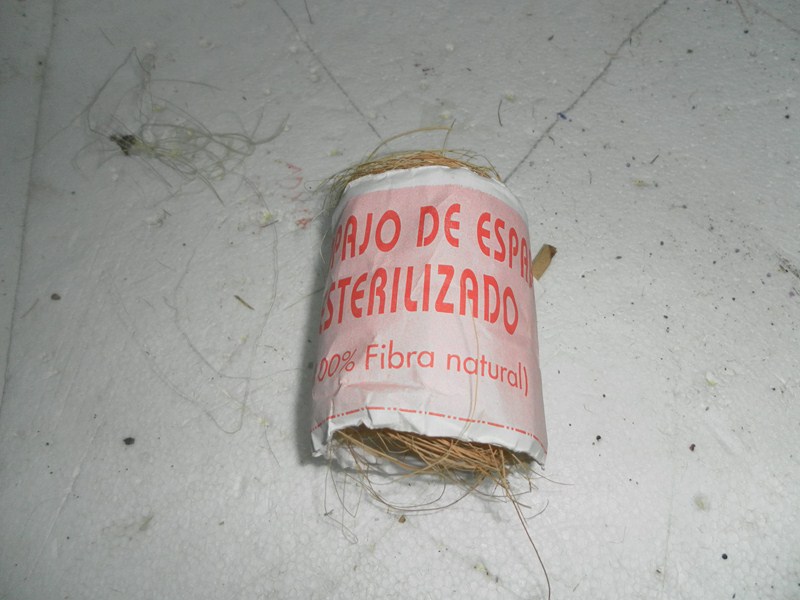 PAJO DE ESPA
STERILIZADO
00% Fibra natural)